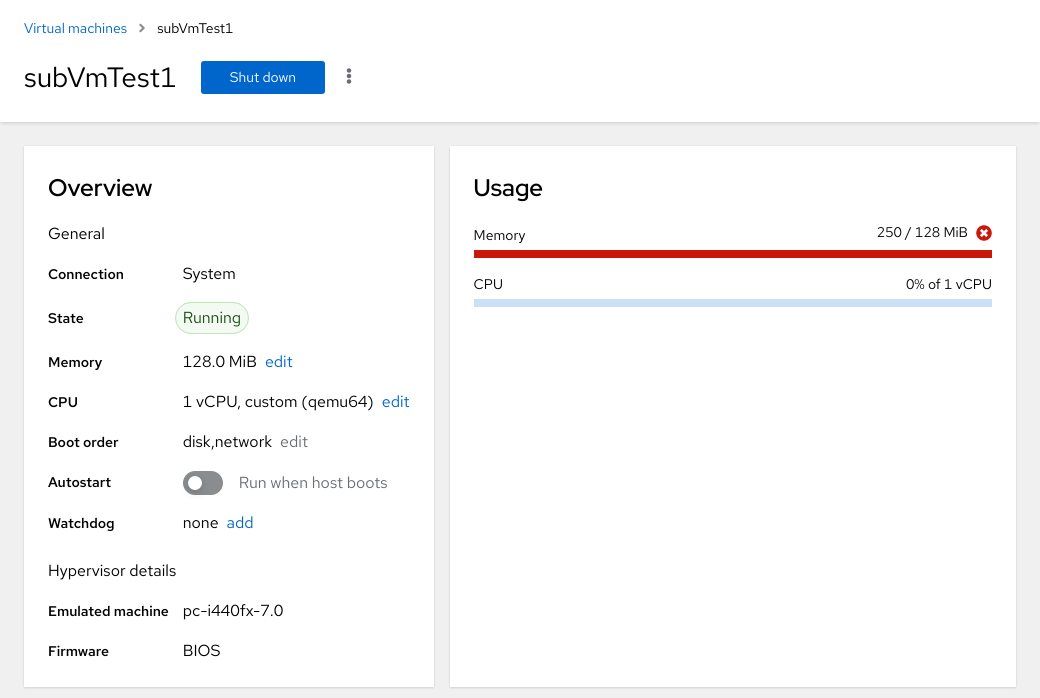 Virtual machines > subVmTest1
subVmTest1 Shut down
Overview
General
Connection System
State Running
Memory 128.0 MiB edit
CPU 1 vCPU, custom (qemu64) edit
Boot order disk,network edit
Autostart Run when host boots
Watchdog none add
Hypervisor details
Emulated machine pc-i440fx-7.0
Firmware BIOS
Usage
Memory 250 / 128 MiB
CPU 0% of 1 vCPU